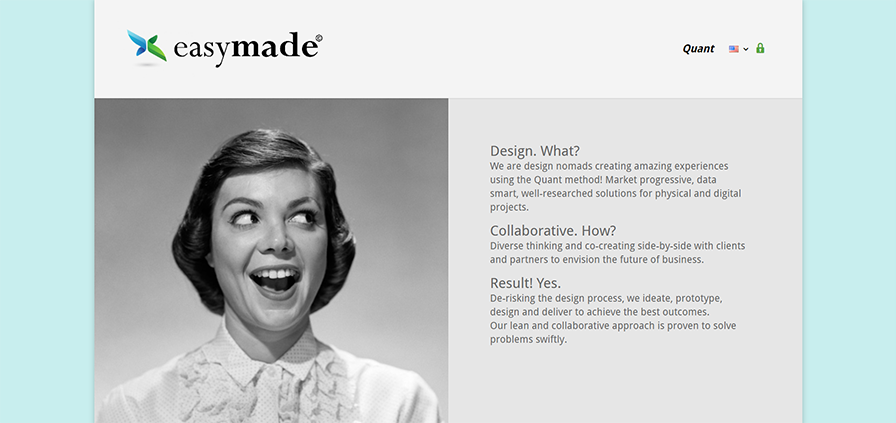 easymade©
Quant
Design. What?
We are design nomads creating amazing experiences
using the Quant method! Market progressive, data
smart, well-researched solutions for physical and digital
projects.
Collaborative. How?
Diverse thinking and co-creating side-by-side with clients
and partners to envision the future of business.
Result! Yes.
De-risking the design process, we ideate, prototype,
design and deliver to achieve the best outcomes.
Our lean and collaborative approach is proven to solve
problems swiftly.